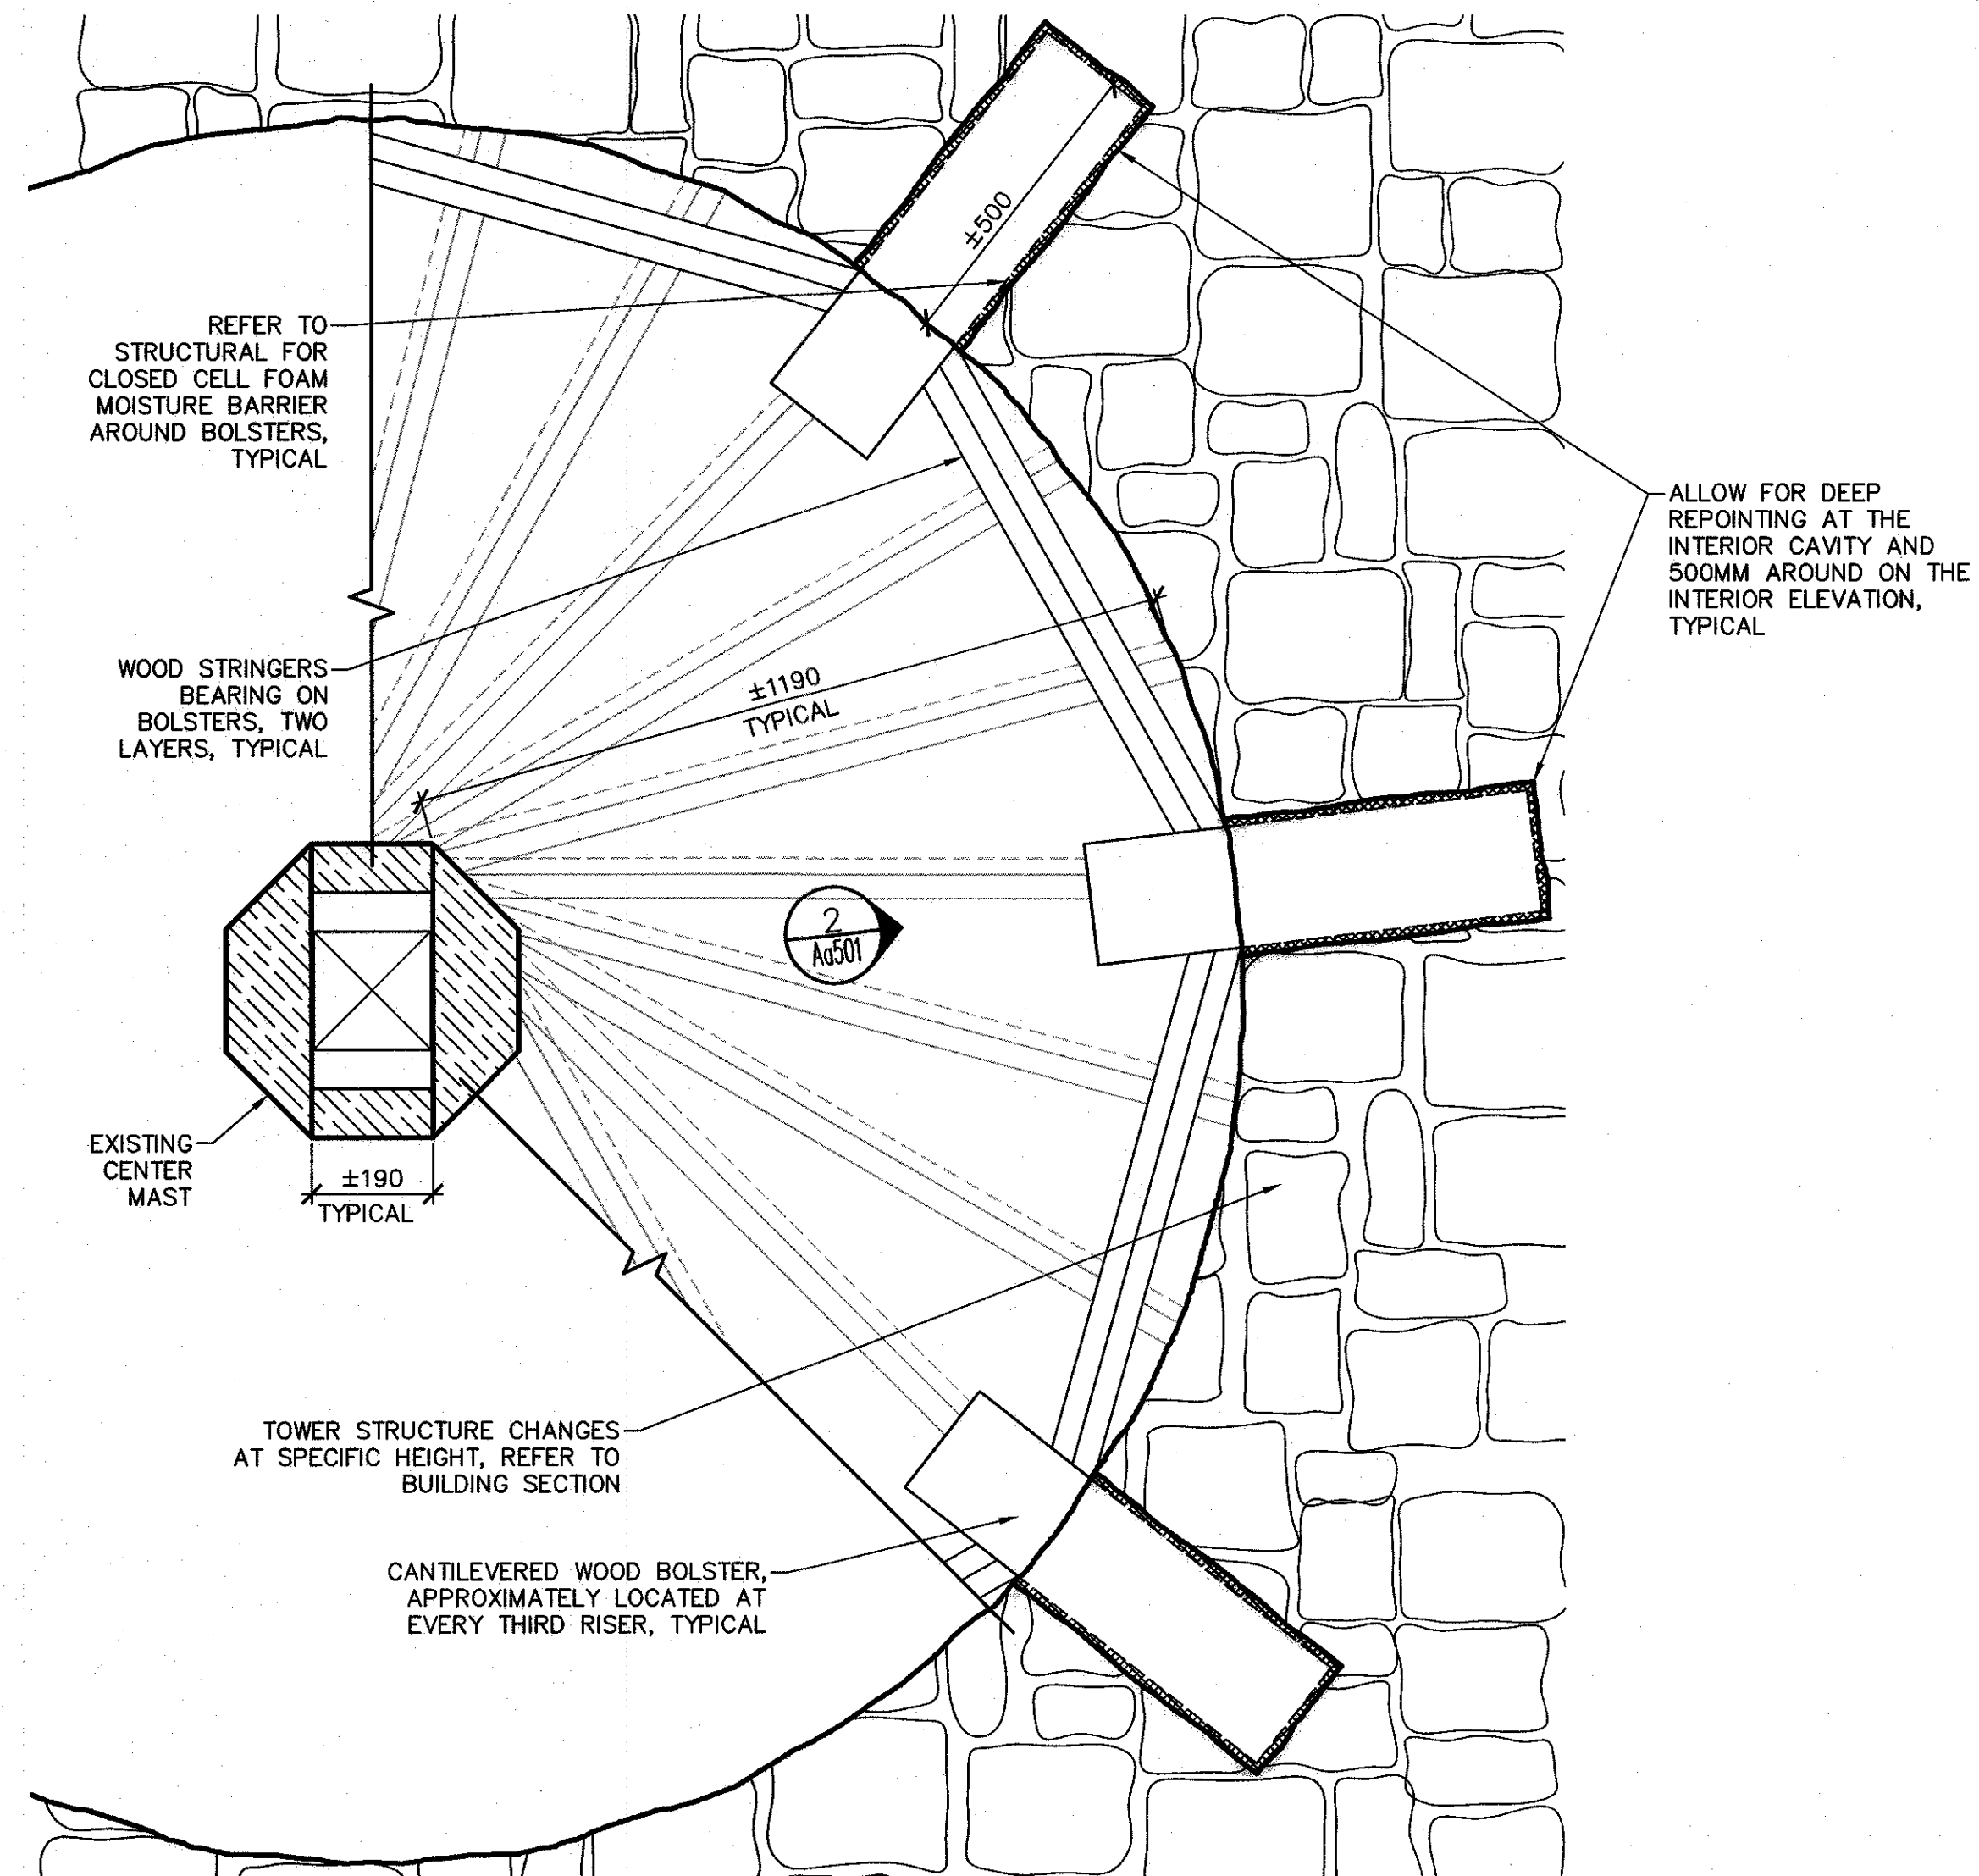 ±500
REFER TO
STRUCTURAL FOR
CLOSED CELL FOAM
MOISTURE BARRIER
AROUND BOLSTERS,
TYPICAL
ALLOW FOR DEEP
REPOINTING AT THE
INTERIOR CAVITY AND
500MM AROUND ON THE
INTERIOR ELEVATION,
TYPICAL
WOOD STRINGERS
BEARING ON
BOLSTERS, TWO
LAYERS, TYPICAL
±1190
TYPICAL
2
Aa501
EXISTING
CENTER
MAST
±190
TYPICAL
TOWER STRUCTURE CHANGES
AT SPECIFIC HEIGHT, REFER TO
BUILDING SECTION
CANTILEVERED WOOD BOLSTER,
APPROXIMATELY LOCATED AT
EVERY THIRD RISER, TYPICAL